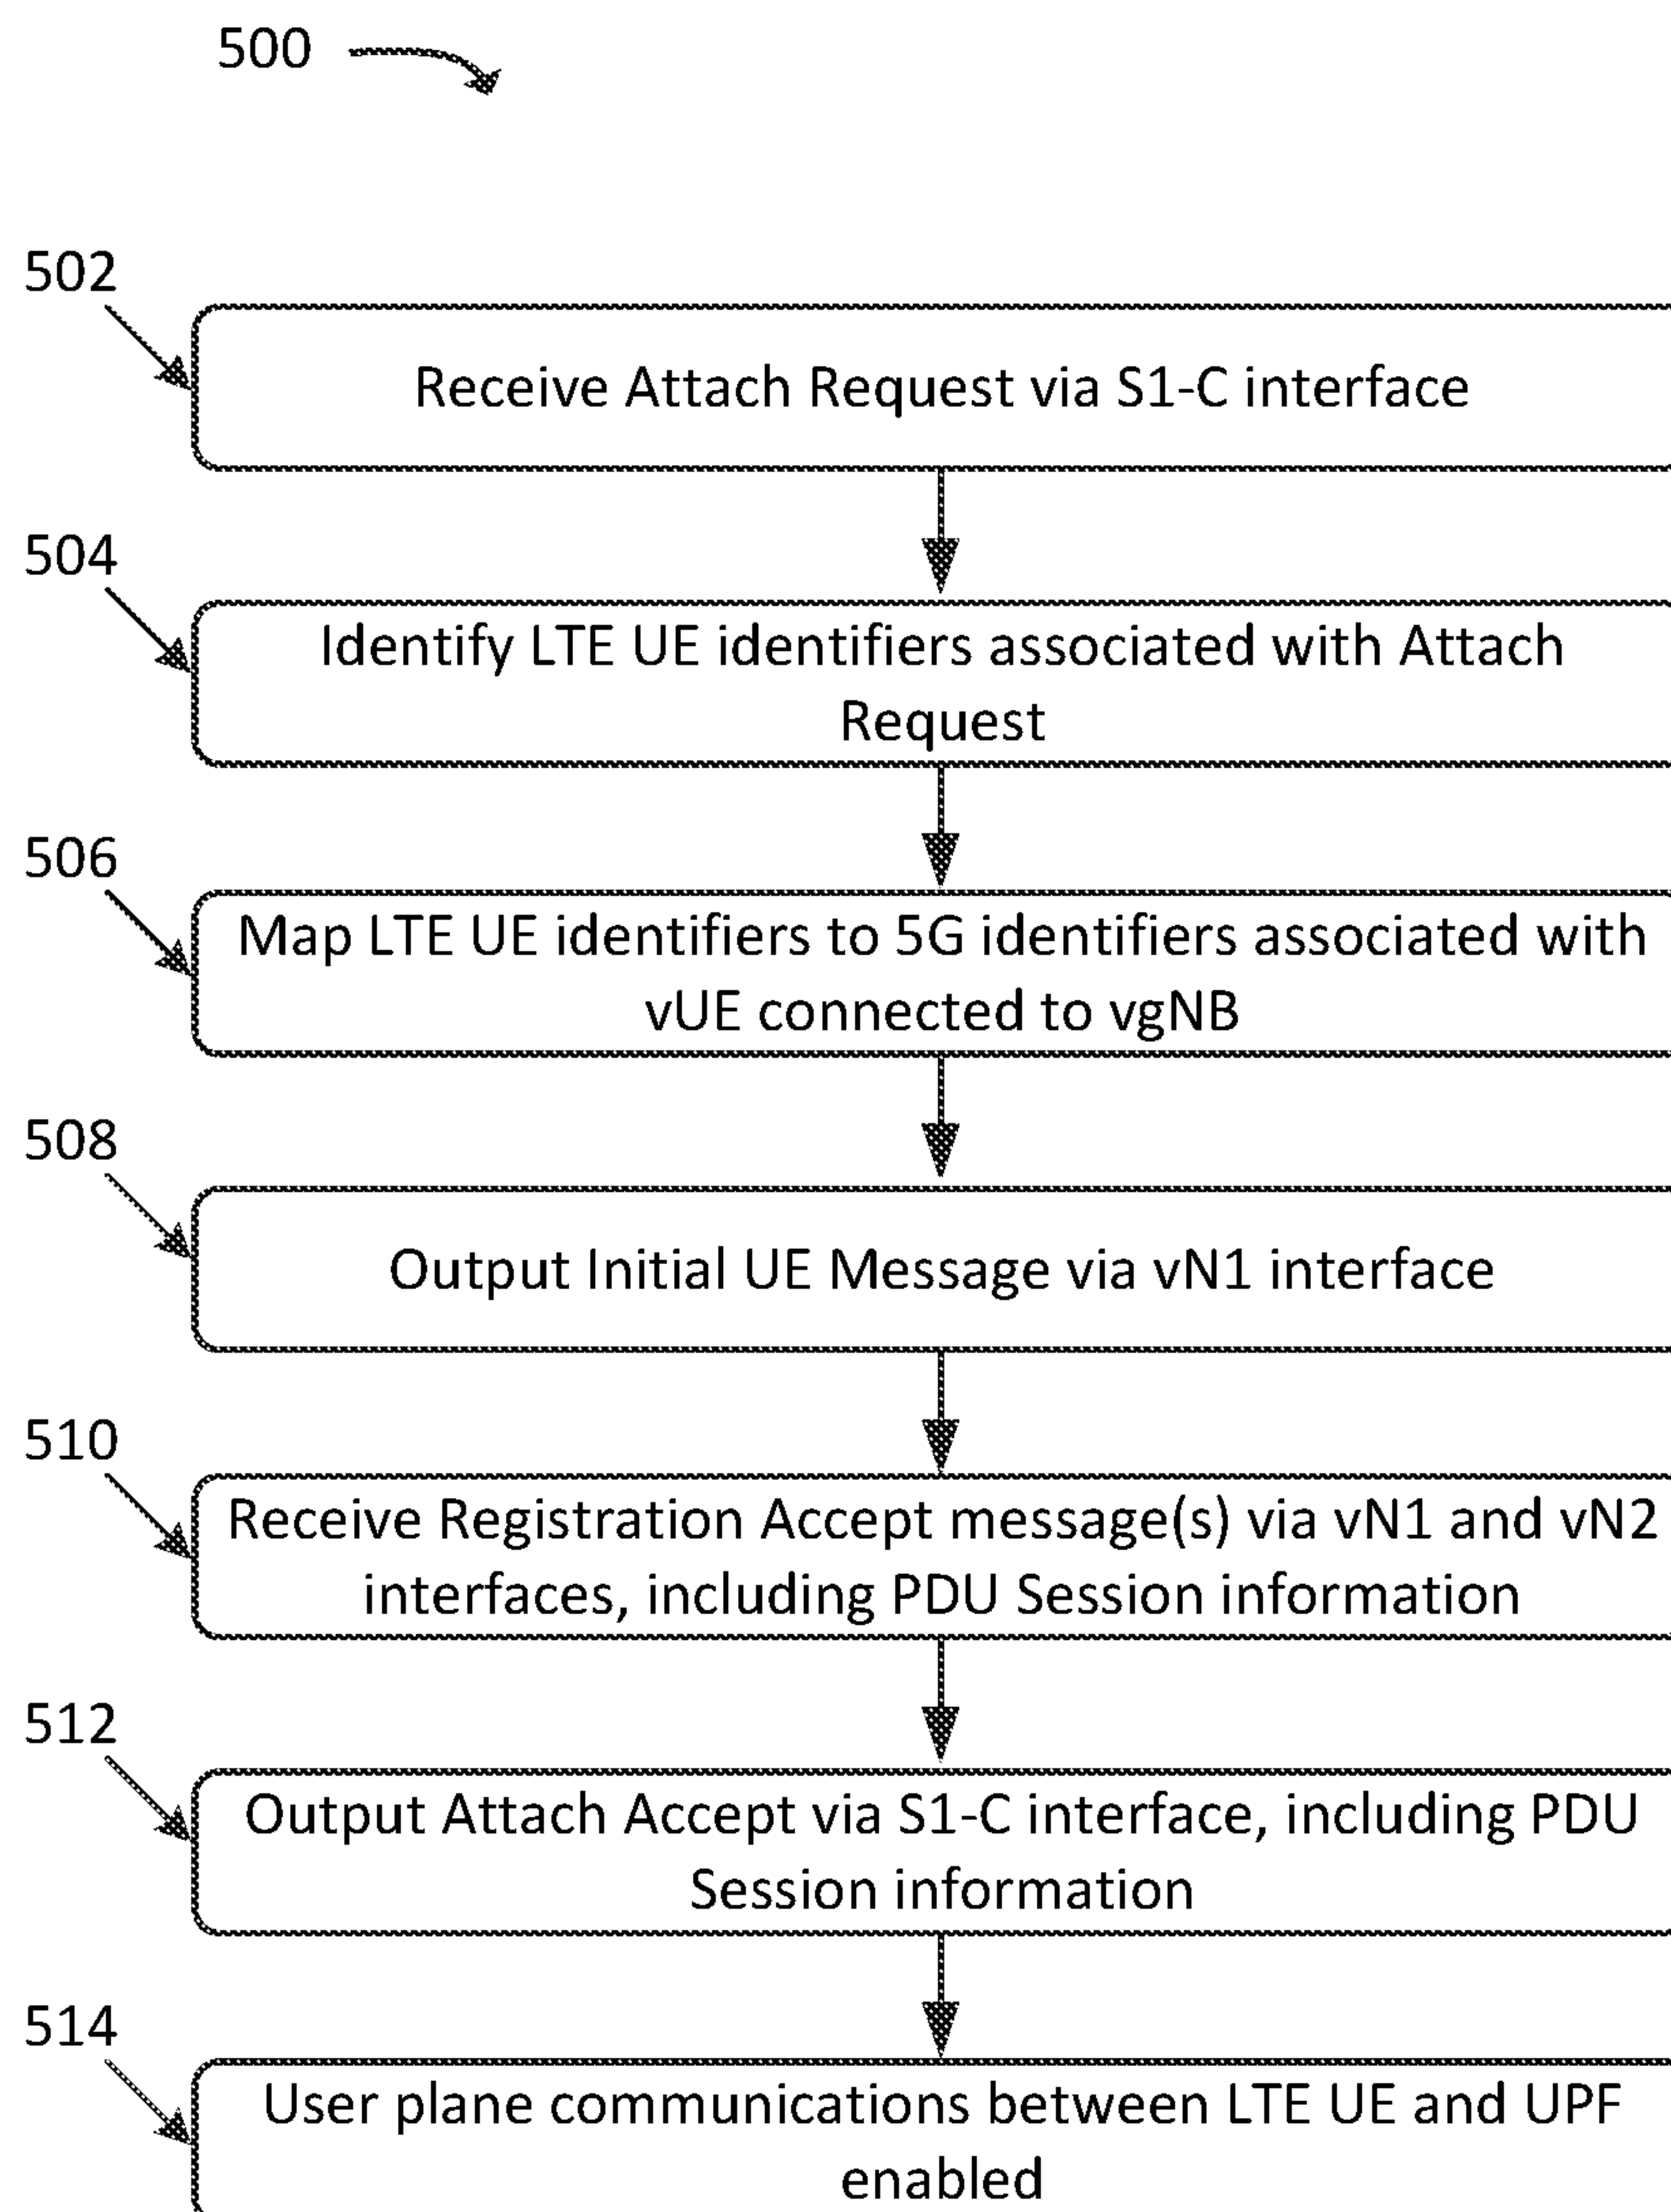 500
502
Receive Attach Request via S1-C interface
504
Identify LTE UE identifiers associated with Attach
Request
506
Map LTE UE identifiers to 5G identifiers associated with
vUE connected to vgNB
508
Output Initial UE Message via vN1 interface
510
Receive Registration Accept message(s) via vN1 and vN2
interfaces, including PDU Session information
512
Output Attach Accept via S1-C interface, including PDU
Session information
514
User plane communications between LTE UE and UPF
enabled